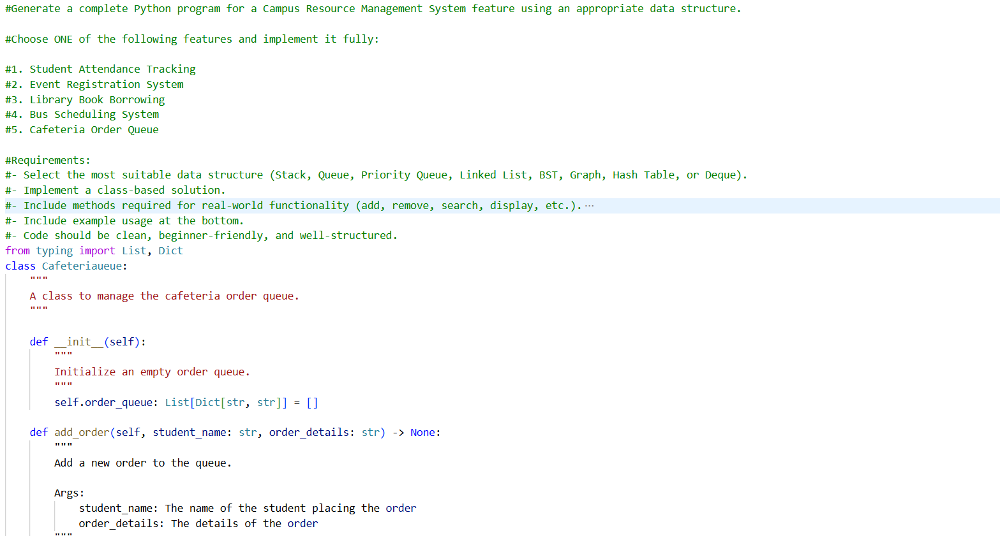 #Generate a complete Python program for a Campus Resource Management System feature using an appropriate data structure.
#Choose ONE of the following features and implement it fully:
#1. Student Attendance Tracking
#2. Event Registration System
#3. Library Book Borrowing
#4. Bus Scheduling System
#5. Cafeteria Order Queue
#Requirements:
#- Select the most suitable data structure (Stack, Queue, Priority Queue, Linked List, BST, Graph, Hash Table, or Deque).
#- Implement a class-based solution.
#- Include methods required for real-world functionality (add, remove, search, display, etc.). ...
#- Include example usage at the bottom.
#- Code should be clean, beginner-friendly, and well-structured.
from typing import List, Dict
class Cafeteriaueue:
    """
    A class to manage the cafeteria order queue.
    """
    def __init__(self):
        """
        Initialize an empty order queue.
        """
        self.order_queue: List[Dict[str, str]] = []
    def add_order(self, student_name: str, order_details: str) -> None:
        """
        Add a new order to the queue.
        Args:
            student_name: The name of the student placing the order
            order_details: The details of the order
        """